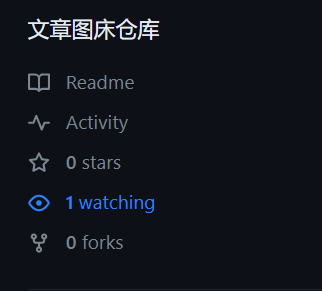 文章图床仓库
Readme
Activity
0 stars
1 watching
0 forks